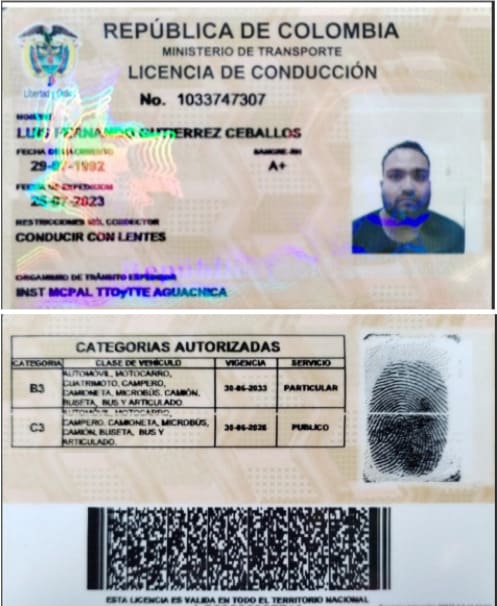 REPÚBLICA DE COLOMBIA
MINISTERIO DE TRANSPORTE
LICENCIA DE CONDUCCIÓN
Libertad y Orden
No. 1033747307
NOMBRE
LUIS FERNANDO GUTIERREZ CEBALLOS
FECHA DE NACIMIENTO
SANGRE-RH
29-07-1992
A+
FECHA DE EXPEDICION
25-07-2023
RESTRICCIONES DEL CONDUCTOR
CONDUCIR CON LENTES
ORGANISMO DE TRÁNSITO EXPEDIDOR
INST MCPAL TTOyTTE AGUACHICA
CATEGORIAS AUTORIZADAS
CATEGORIA CLASE DE VEHÍCULO VIGENCIA SERVICIO
B3
AUTOMÓVIL, MOTOCARRO,
CUATRIMOTO, CAMPERO,
CAMIONETA, MICROBÚS, CAMIÓN,
BUSETA, BUS Y ARTICULADO
30-06-2033 PARTICULAR
C3
AUTOMÓVIL, MOTOCARRO,
CAMPERO, CAMIONETA, MICROBÚS,
CAMIÓN, BUSETA, BUS Y
ARTICULADO.
30-06-2026 PUBLICO
ESTA LICENCIA ES VALIDA EN TODO EL TERRITORIO NACIONAL